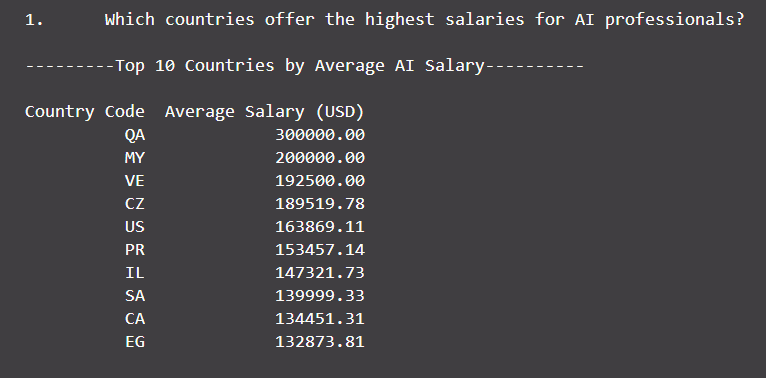 1.      Which countries offer the highest salaries for AI professionals?
---------Top 10 Countries by Average AI Salary----------
Country Code  Average Salary (USD)
          QA             300000.00
          MY             200000.00
          VE             192500.00
          CZ             189519.78
          US             163869.11
          PR             153457.14
          IL             147321.73
          SA             139999.33
          CA             134451.31
          EG             132873.81